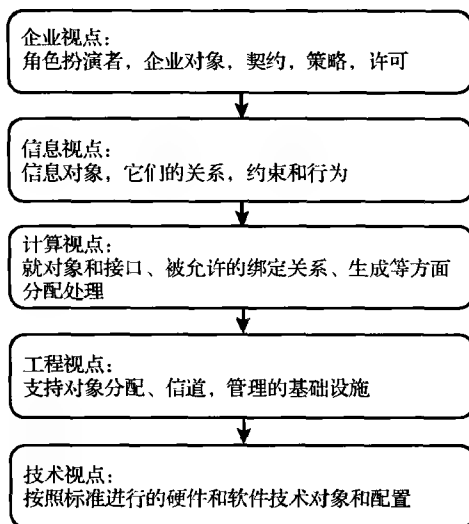 企业视点：
角色扮演者，企业对象，契约，策略，许可
信息视点：
信息对象，它们的关系，约束和行为
计算视点：
就对象和接口、被允许的绑定关系、生成等方面
分配处理
工程视点：
支持对象分配、信道，管理的基础设施
技术视点：
按照标准进行的硬件和软件技术对象和配置